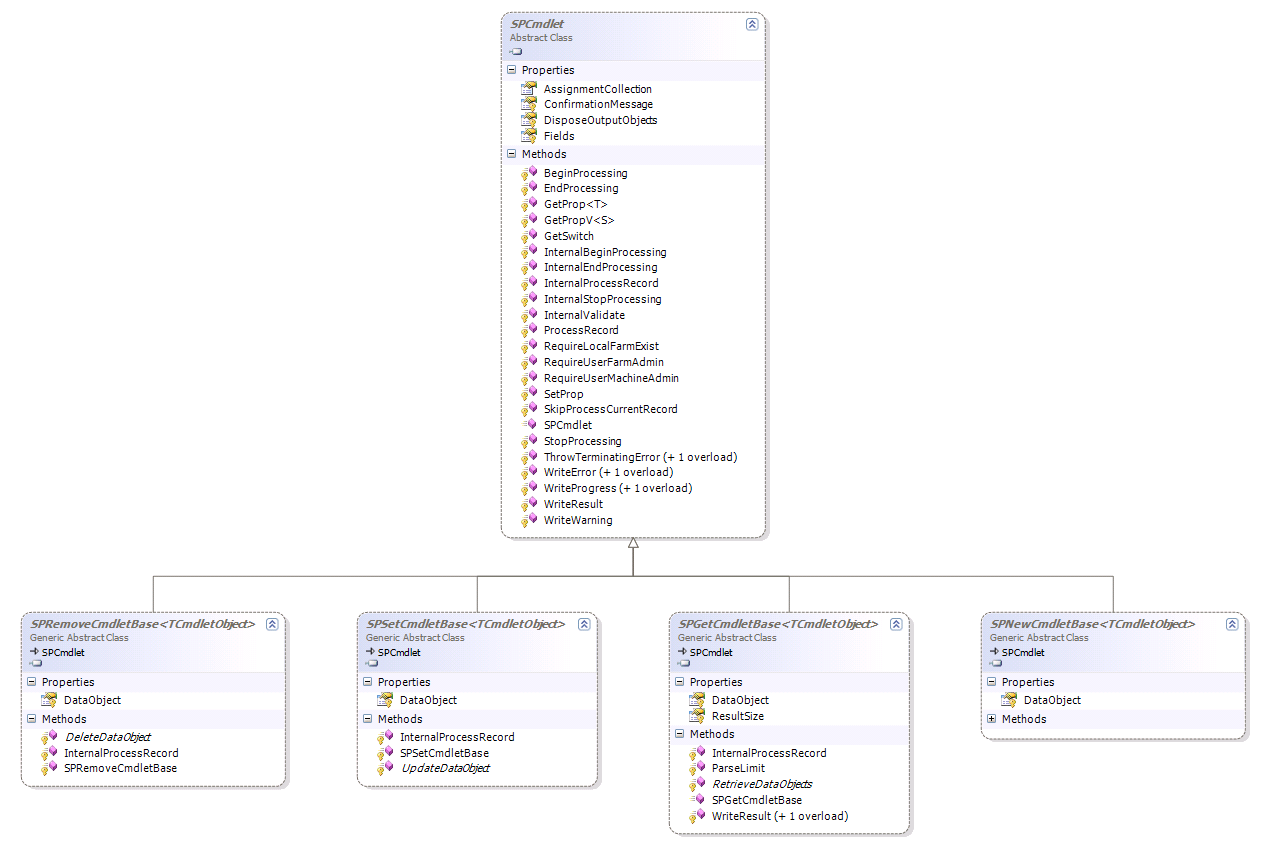 SPCmdlet
Abstract Class
Properties
AssignmentCollection
ConfirmationMessage
DisposeOutputObjects
Fields
Methods
BeginProcessing
EndProcessing
GetProp<T>
GetPropV<S>
GetSwitch
InternalBeginProcessing
InternalEndProcessing
InternalProcessRecord
InternalStopProcessing
InternalValidate
ProcessRecord
RequireLocalFarmExist
RequireUserFarmAdmin
RequireUserMachineAdmin
SetProp
SkipProcessCurrentRecord
SPCmdlet
StopProcessing
ThrowTerminatingError (+ 1 overload)
WriteError (+ 1 overload)
WriteProgress (+ 1 overload)
WriteResult
WriteWarning
SPRemoveCmdletBase<TCmdletObject>
Generic Abstract Class
SPCmdlet
Properties
DataObject
Methods
DeleteDataObject
InternalProcessRecord
SPRemoveCmdletBase
SPSetCmdletBase<TCmdletObject>
Generic Abstract Class
SPCmdlet
Properties
DataObject
Methods
InternalProcessRecord
SPSetCmdletBase
UpdateDataObject
SPGetCmdletBase<TCmdletObject>
Generic Abstract Class
SPCmdlet
Properties
DataObject
ResultSize
Methods
InternalProcessRecord
ParseLimit
RetrieveDataObjects
SPGetCmdletBase
WriteResult (+ 1 overload)
SPNewCmdletBase<TCmdletObject>
Generic Abstract Class
SPCmdlet
Properties
DataObject
Methods